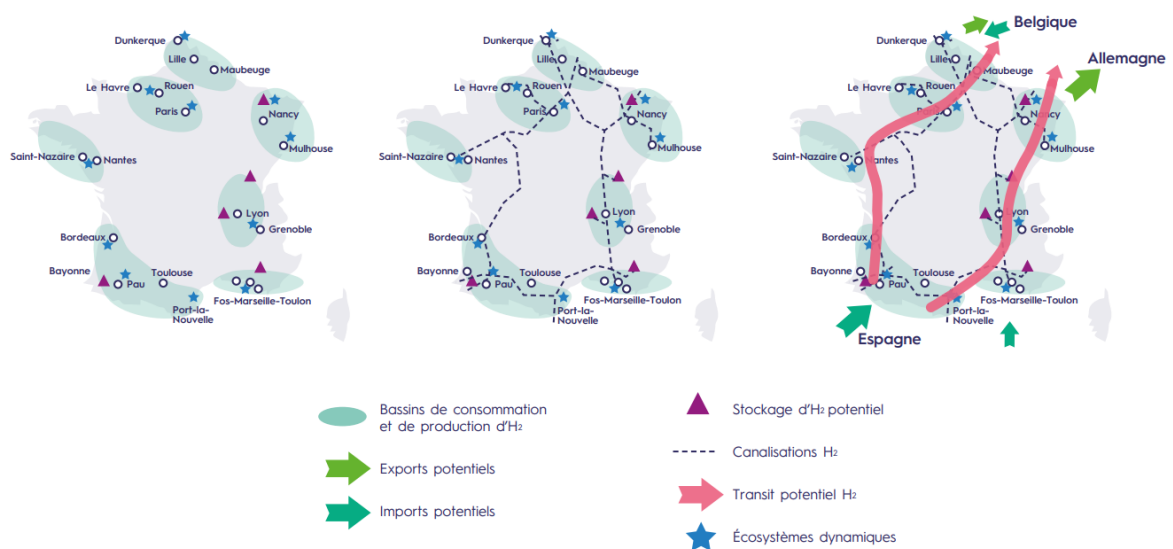 Dunkerque
Lille
Maubeuge
Le Havre
Rouen
Paris
Nancy
Mulhouse
Saint-Nazaire
Nantes
Lyon
Grenoble
Bordeaux
Bayonne
Toulouse
Pau
Fos-Marseille-Toulon
Port-la-
Nouvelle
Dunkerque
Lille
Maubeuge
Le Havre
Rouen
Paris
Nancy
Mulhouse
Saint-Nazaire
Nantes
Lyon
Grenoble
Bordeaux
Bayonne
Toulouse
Pau
Fos-Marseille-Toulon
Port-la-
Nouvelle
Belgique
Dunkerque
Lille
Allemagne
Maubeuge
Le Havre
Rouen
Paris
Nancy
Mulhouse
Saint-Nazaire
Nantes
Lyon
Grenoble
Bordeaux
Bayonne
Toulouse
Pau
Fos-Marseille-Toulon
Port-la-
Nouvelle
Espagne
Bassins de consommation
et de production d'H2
Exports potentiels
Imports potentiels
Stockage d'H2 potentiel
Canalisations H2
Transit potentiel H2
Écosystèmes dynamiques